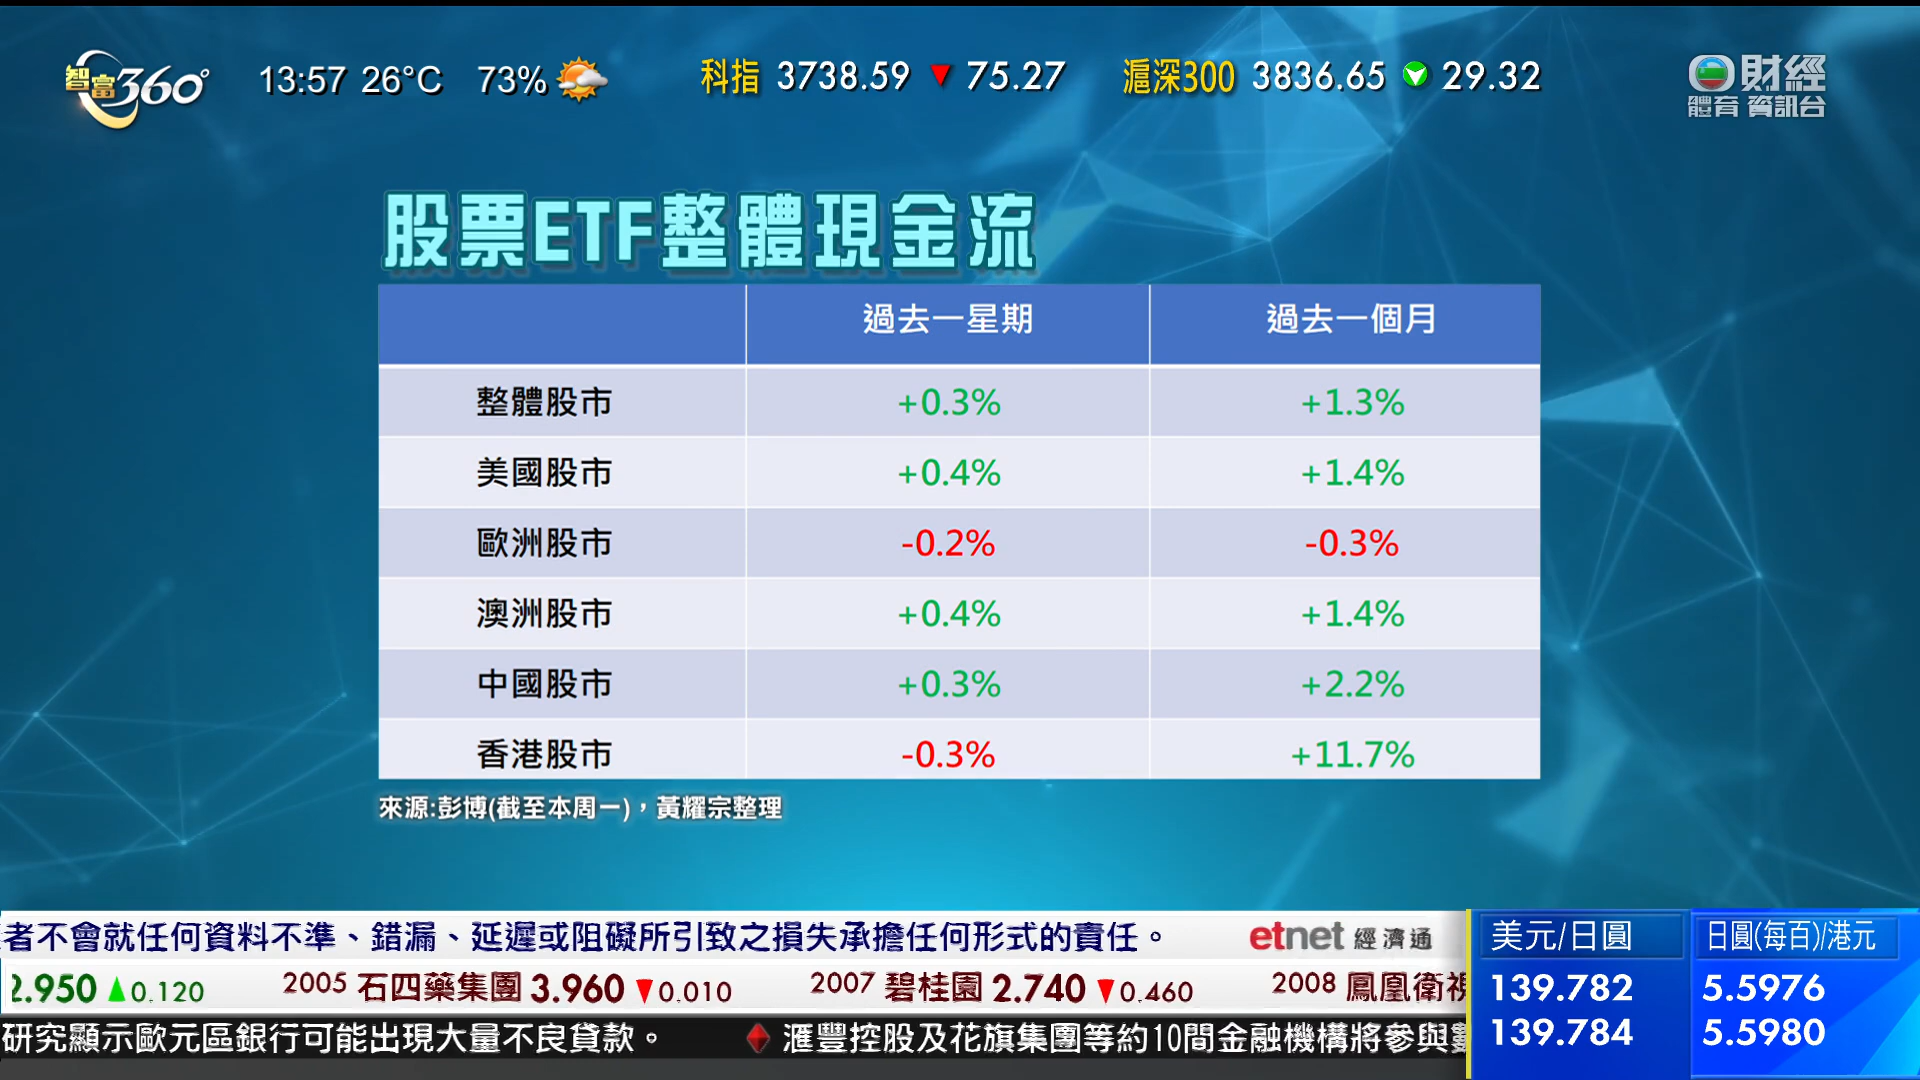 智富360°
13:57 26°C 73%
科指 3738.59 ▼ 75.27 滬深300 3836.65 29.32
財經
體育 資訊台
股票ETF整體現金流
過去一星期 過去一個月
整體股市 +0.3% +1.3%
美國股市 +0.4% +1.4%
歐洲股市 -0.2% -0.3%
澳洲股市 +0.4% +1.4%
中國股市 +0.3% +2.2%
香港股市 -0.3% +11.7%
來源:彭博(截至本周一)，黃耀宗整理
者不會就任何資料不準、錯漏、延遲或阻礙所引致之損失承擔任何形式的責任。 etnet 經濟通
2.950 ▲0.120 2005 石四藥集團 3.960 ▼0.010 2007 碧桂園 2.740 ▼0.460 2008 鳳凰衛視
研究顯示歐元區銀行可能出現大量不良貸款。 滙豐控股及花旗集團等約10間金融機構將參與數
美元/日圓
139.782
139.784
日圓(每百)/港元
5.5976
5.5980